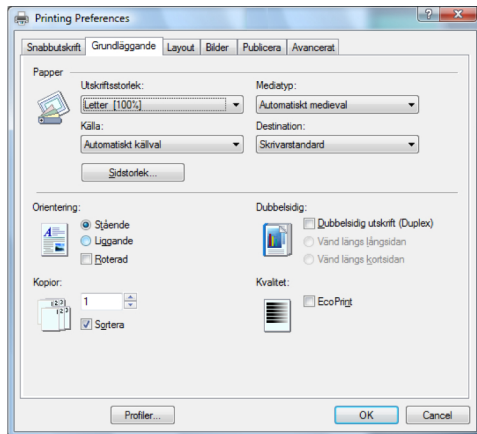 Printing Preferences
Snabbutskrift Grundläggande Layout Bilder Publicera Avancerat
Papper
Utskriftsstorlek: Mediatyp:
Letter [100%] Automatiskt medieval
Källa: Destination:
Automatiskt källval Skrivarstandard
Sidstorlek...
Orientering: Dubbelsidig:
Stående Dubbelsidig utskrift (Duplex)
Liggande Vänd längs långsidan
Roterad Vänd längs kortsidan
Kopior: Kvalitet:
1 EcoPrint
Sortera
Profiler... OK Cancel